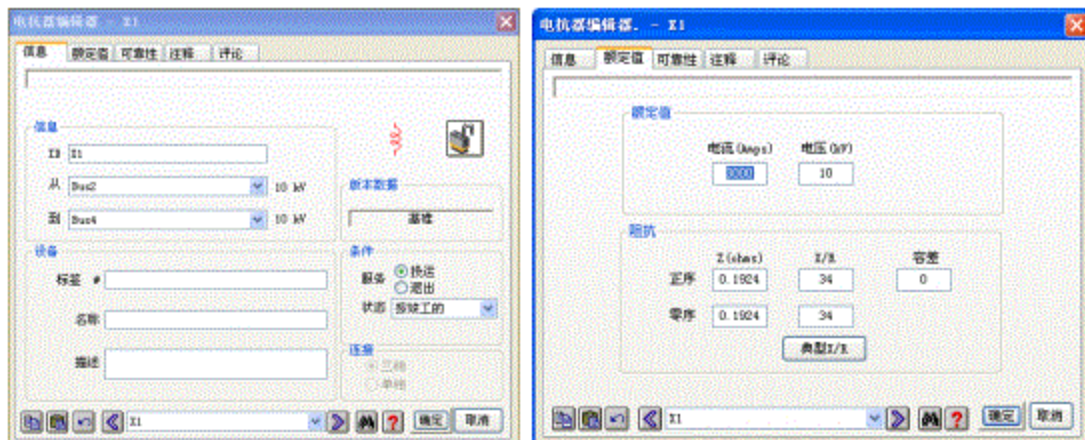 电抗器编辑器 - X1
信息 额定值 可靠性 注释 评论
信息
ID X1
从 Bus2 10 kV
到 Bus4 10 kV
版本数据
基础
设备
标签 #
名称
描述
条件
服务 投运
退出
状态 按竣工的
连接
三相
单相
X1
确定 取消
电抗器编辑器. - X1
信息 额定值 可靠性 注释 评论
额定值
电流(Amps) 电压(kV)
3000 10
阻抗
Z(ohms) X/R 容差
正序 0.1924 34 0
零序 0.1924 34
典型X/R
X1
确定 取消